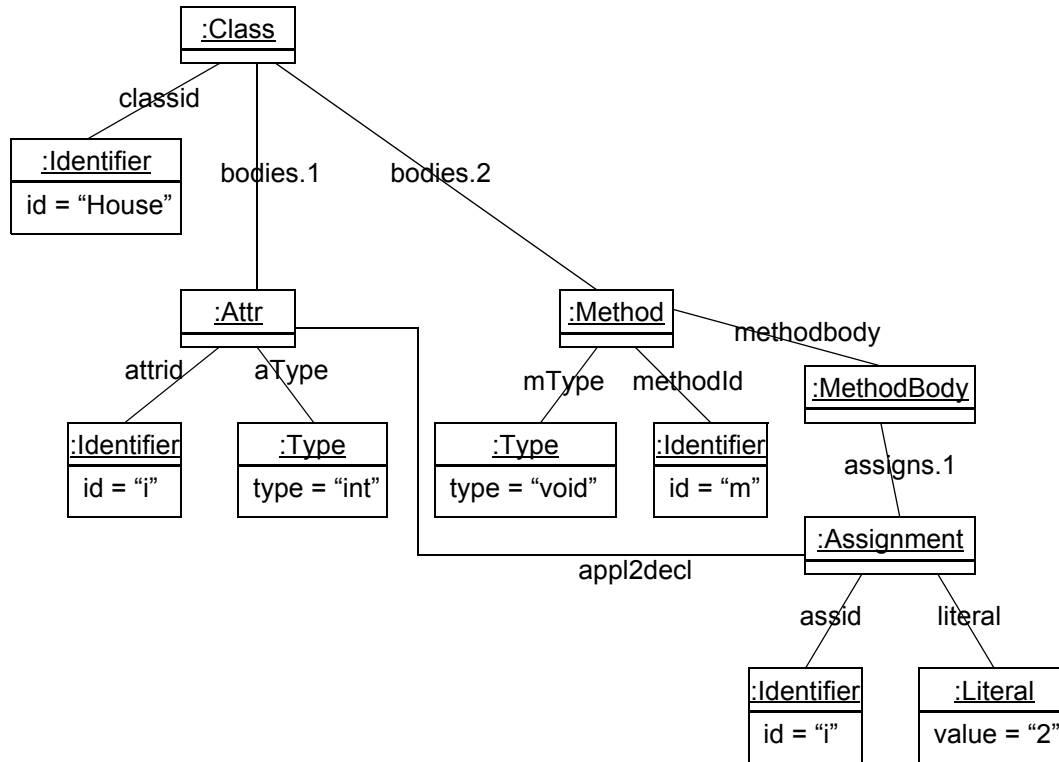 :Class
classid
:Identifier
id = “House”
bodies.1
bodies.2
:Attr
:Method
methodbody
attrid
aType
mType
methodId
:MethodBody
:Identifier
id = “i”
:Type
type = “int”
:Type
type = “void”
:Identifier
id = “m”
assigns.1
:Assignment
appl2decl
assid
literal
:Identifier
id = “i”
:Literal
value = “2”